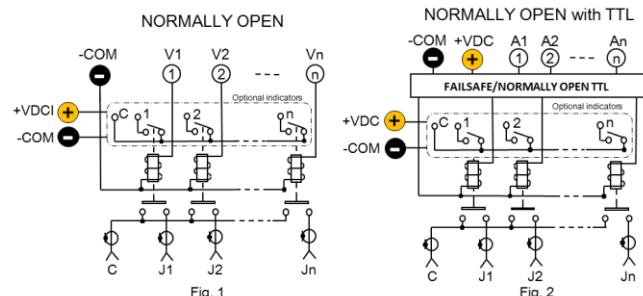 NORMALLY OPEN
-COM V1 V2 Vn
1 2 n
+VDCI
-COM
Optional indicators
C 1 2 n
C J1 J2 Jn
Fig. 1
NORMALLY OPEN with TTL
-COM +VDC A1 A2 An
1 2 n
FAILSAFE/NORMALLY OPEN TTL
Optional indicators
+VDC
-COM
C 1 2 n
C J1 J2 Jn
Fig. 2